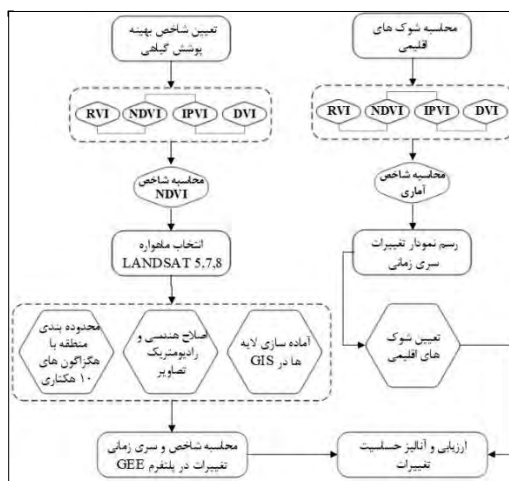 محاسبه شوک های
اقلیمی
تعیین شاخص بهینه
پوشش گیاهی
RVI NDVI IPVI DVI
RVI NDVI IPVI DVI
محاسبه شاخص
آماری
محاسبه شاخص
NDVI
رسم نمودار تغییرات
سری زمانی
انتخاب ماهواره
LANDSAT 5,7,8
تعیین شوک
های اقلیمی
آماده سازی لایه
ها در GIS
اصلاح هندسی و
رادیومتریک
تصاویر
محدوده بندی
منطقه با
هگزاگون های
۱۰ هکتاری
محاسبه شاخص و سری زمانی
تغییرات در پلتفرم GEE
ارزیابی و آنالیز حساسیت
تغییرات